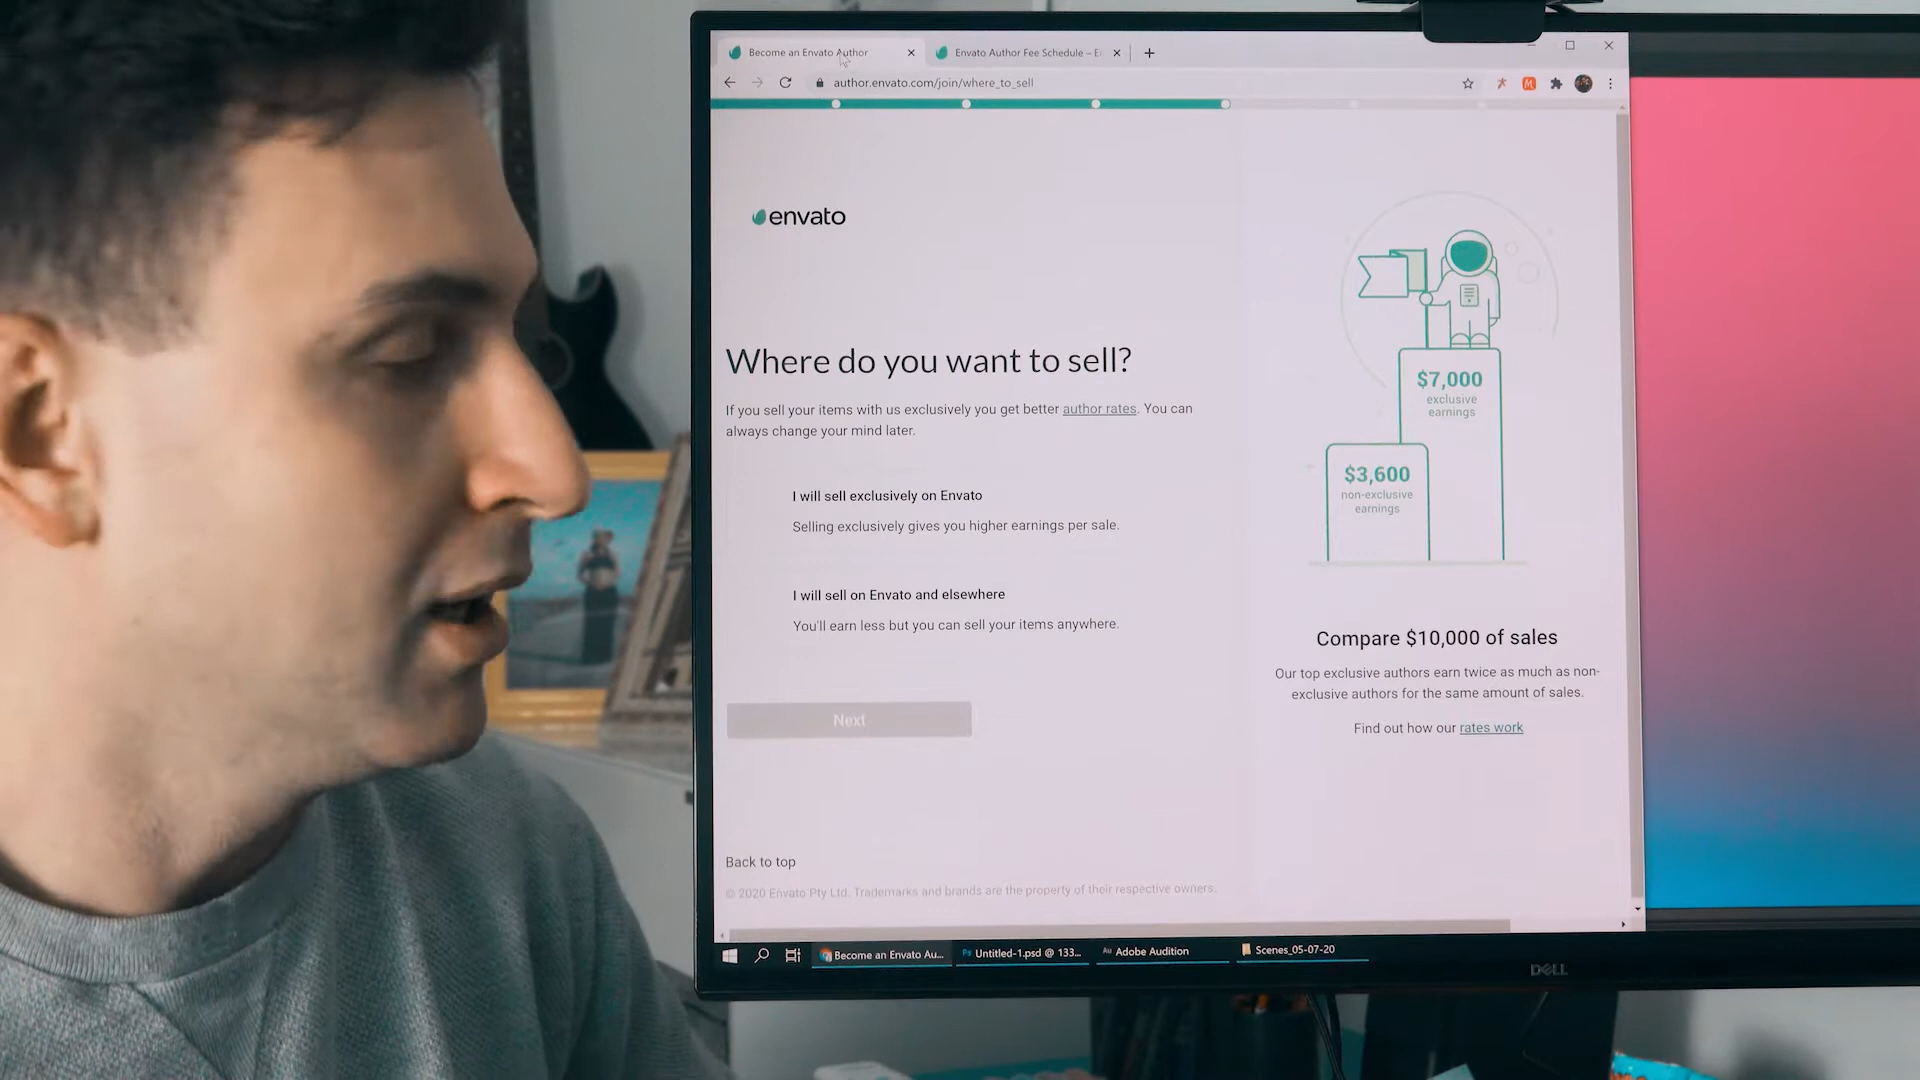 Become an Envato Author
Envato Author Fee Schedule – E
author.envato.com/join/where_to_sell
envato
Where do you want to sell?
If you sell your items with us exclusively you get better author rates. You can
always change your mind later.
I will sell exclusively on Envato
Selling exclusively gives you higher earnings per sale.
I will sell on Envato and elsewhere
You'll earn less but you can sell your items anywhere.
Next
$7,000
exclusive
earnings
$3,600
non-exclusive
earnings
Compare $10,000 of sales
Our top exclusive authors earn twice as much as non-
exclusive authors for the same amount of sales.
Find out how our rates work
Back to top
© 2020 Envato Pty Ltd. Trademarks and brands are the property of their respective owners.
Become an Envato Au...
Ps Untitled-1.psd @ 133...
Au Adobe Audition
Scenes_05-07-20
DELL